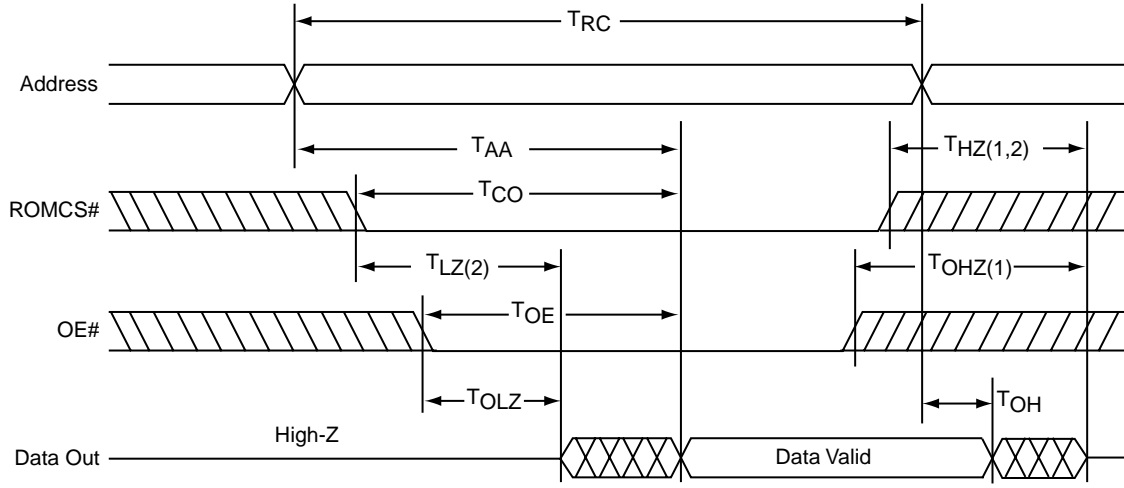 TRC
Address
TAA
THZ(1,2)
TCO
ROMCS#
TLZ(2)
TOHZ(1)
TOE
OE#
TOLZ
TOH
High-Z
Data Out
Data Valid